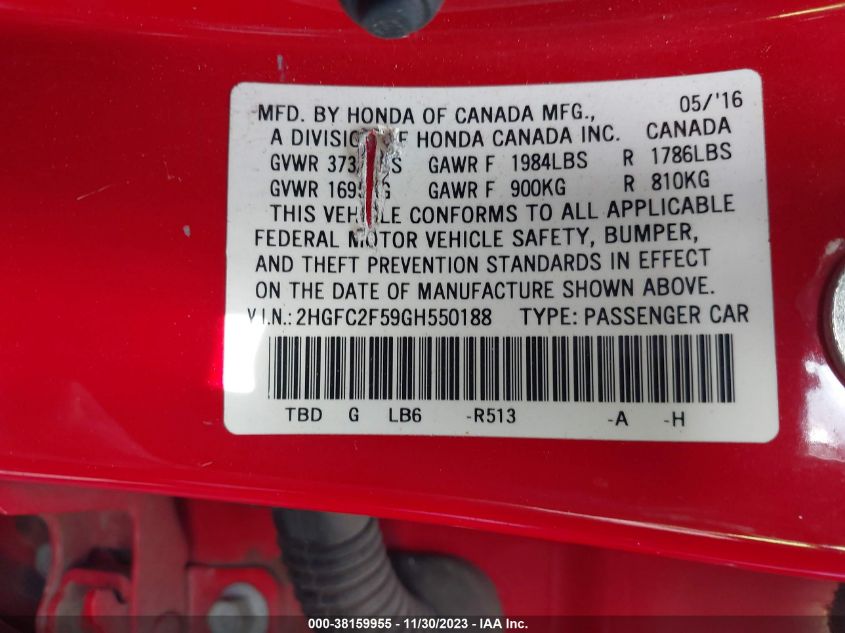 MFD. BY HONDA OF CANADA MFG., 05/'16
A DIVISION OF HONDA CANADA INC. CANADA
GVWR GAWR F 1984LBS R 1786LBS
GVWR GAWR F 900KG R 810KG
THIS VEHICLE CONFORMS TO ALL APPLICABLE
FEDERAL MOTOR VEHICLE SAFETY, BUMPER,
AND THEFT PREVENTION STANDARDS IN EFFECT
ON THE DATE OF MANUFACTURE SHOWN ABOVE.
V.I.N.: 2HGFC2F59GH550188 TYPE: PASSENGER CAR
TBD G LB6 -R513 -A -H
000-38159955 - 11/30/2023 - IAA Inc.